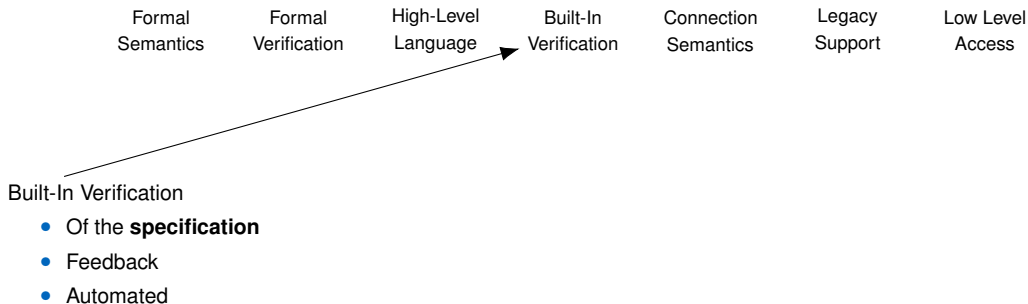 Formal Formal High-Level Built-In Connection Legacy Low Level
Semantics Verification Language Verification Semantics Support Access
Built-In Verification
• Of the specification
• Feedback
• Automated